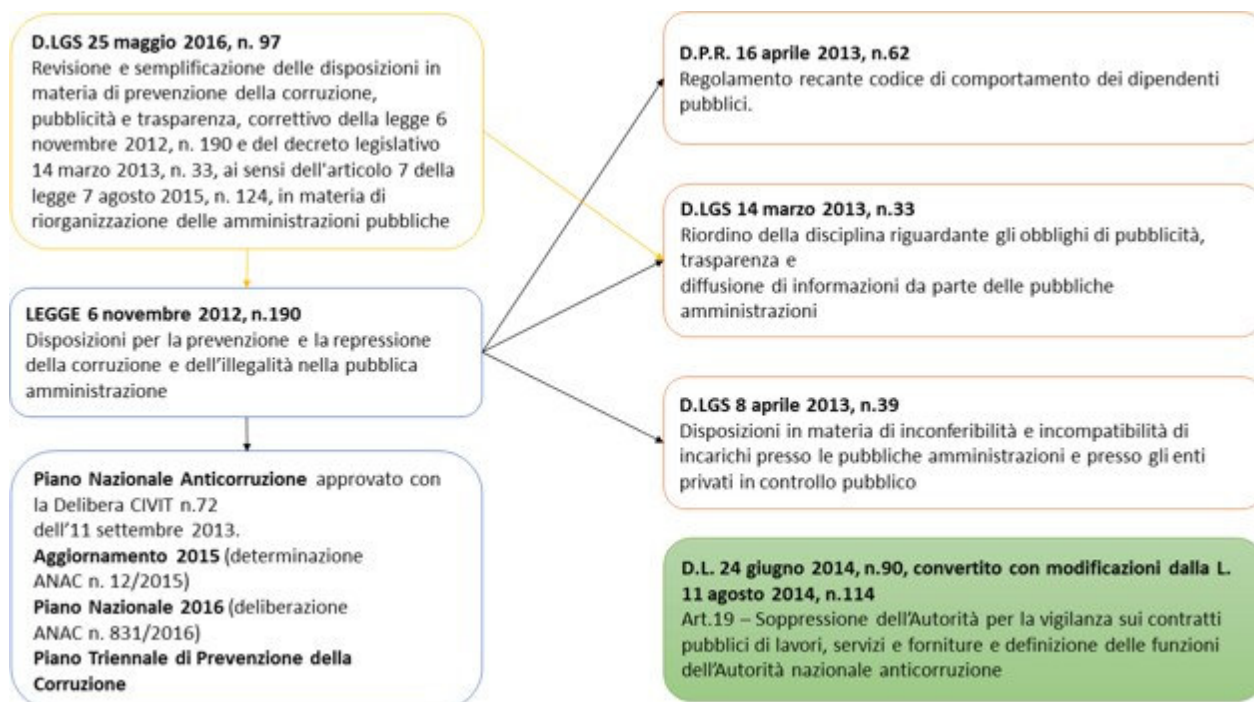 D.LGS 25 maggio 2016, n. 97
Revisione e semplificazione delle disposizioni in
materia di prevenzione della corruzione,
pubblicità e trasparenza, correttivo della legge 6
novembre 2012, n. 190 e del decreto legislativo
14 marzo 2013, n. 33, ai sensi dell'articolo 7 della
legge 7 agosto 2015, n. 124, in materia di
riorganizzazione delle amministrazioni pubbliche
LEGGE 6 novembre 2012, n.190
Disposizioni per la prevenzione e la repressione
della corruzione e dell'illegalità nella pubblica
amministrazione
Piano Nazionale Anticorruzione approvato con
la Delibera CIVIT n.72
dell'11 settembre 2013.
Aggiornamento 2015 (determinazione
ANAC n. 12/2015)
Piano Nazionale 2016 (deliberazione
ANAC n. 831/2016)
Piano Triennale di Prevenzione della
Corruzione
D.P.R. 16 aprile 2013, n.62
Regolamento recante codice di comportamento dei dipendenti
pubblici.
D.LGS 14 marzo 2013, n.33
Riordino della disciplina riguardante gli obblighi di pubblicità,
trasparenza e
diffusione di informazioni da parte delle pubbliche
amministrazioni
D.LGS 8 aprile 2013, n.39
Disposizioni in materia di inconferibilità e incompatibilità di
incarichi presso le pubbliche amministrazioni e presso gli enti
privati in controllo pubblico
D.L. 24 giugno 2014, n.90, convertito con modificazioni dalla L.
11 agosto 2014, n.114
Art.19 – Soppressione dell'Autorità per la vigilanza sui contratti
pubblici di lavori, servizi e forniture e definizione delle funzioni
dell'Autorità nazionale anticorruzione